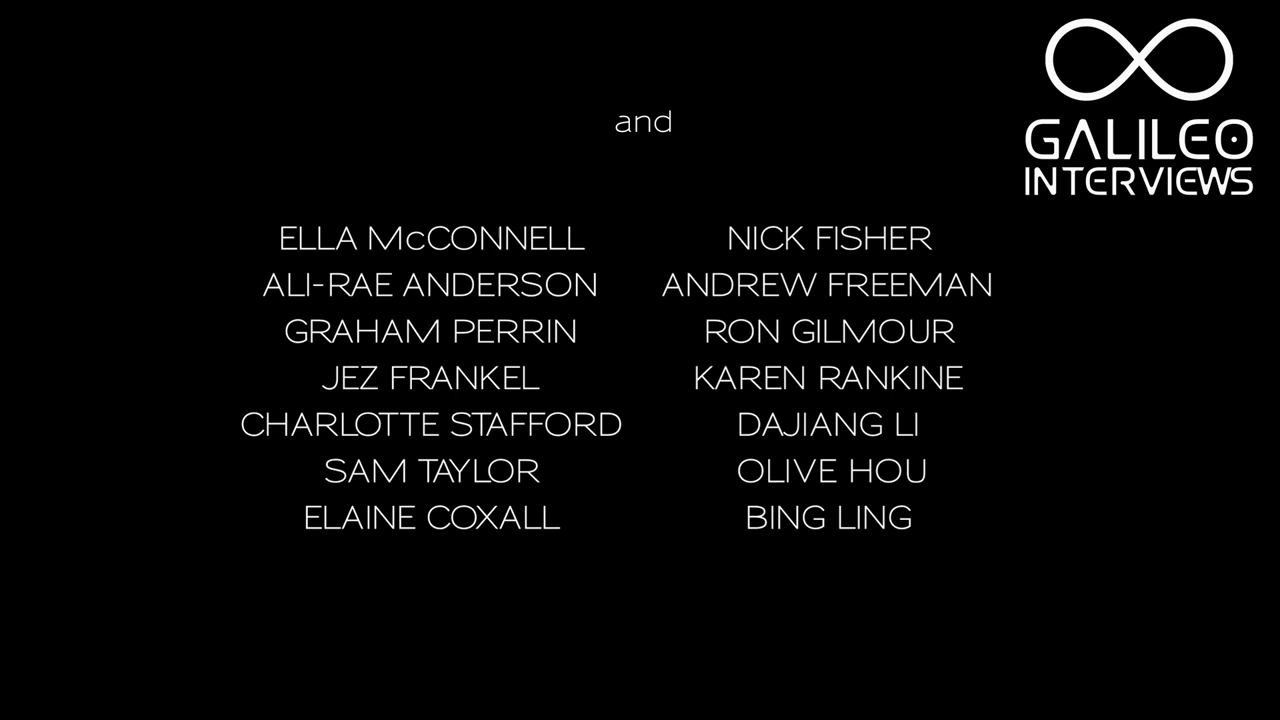 and
ELLA McCONNELL
ALI-RAE ANDERSON
GRAHAM PERRIN
JEZ FRANKEL
CHARLOTTE STAFFORD
SAM TAYLOR
ELAINE COXALL
NICK FISHER
ANDREW FREEMAN
RON GILMOUR
KAREN RANKINE
DAJIANG LI
OLIVE HOU
BING LING
GALILEO
INTERVIEWS